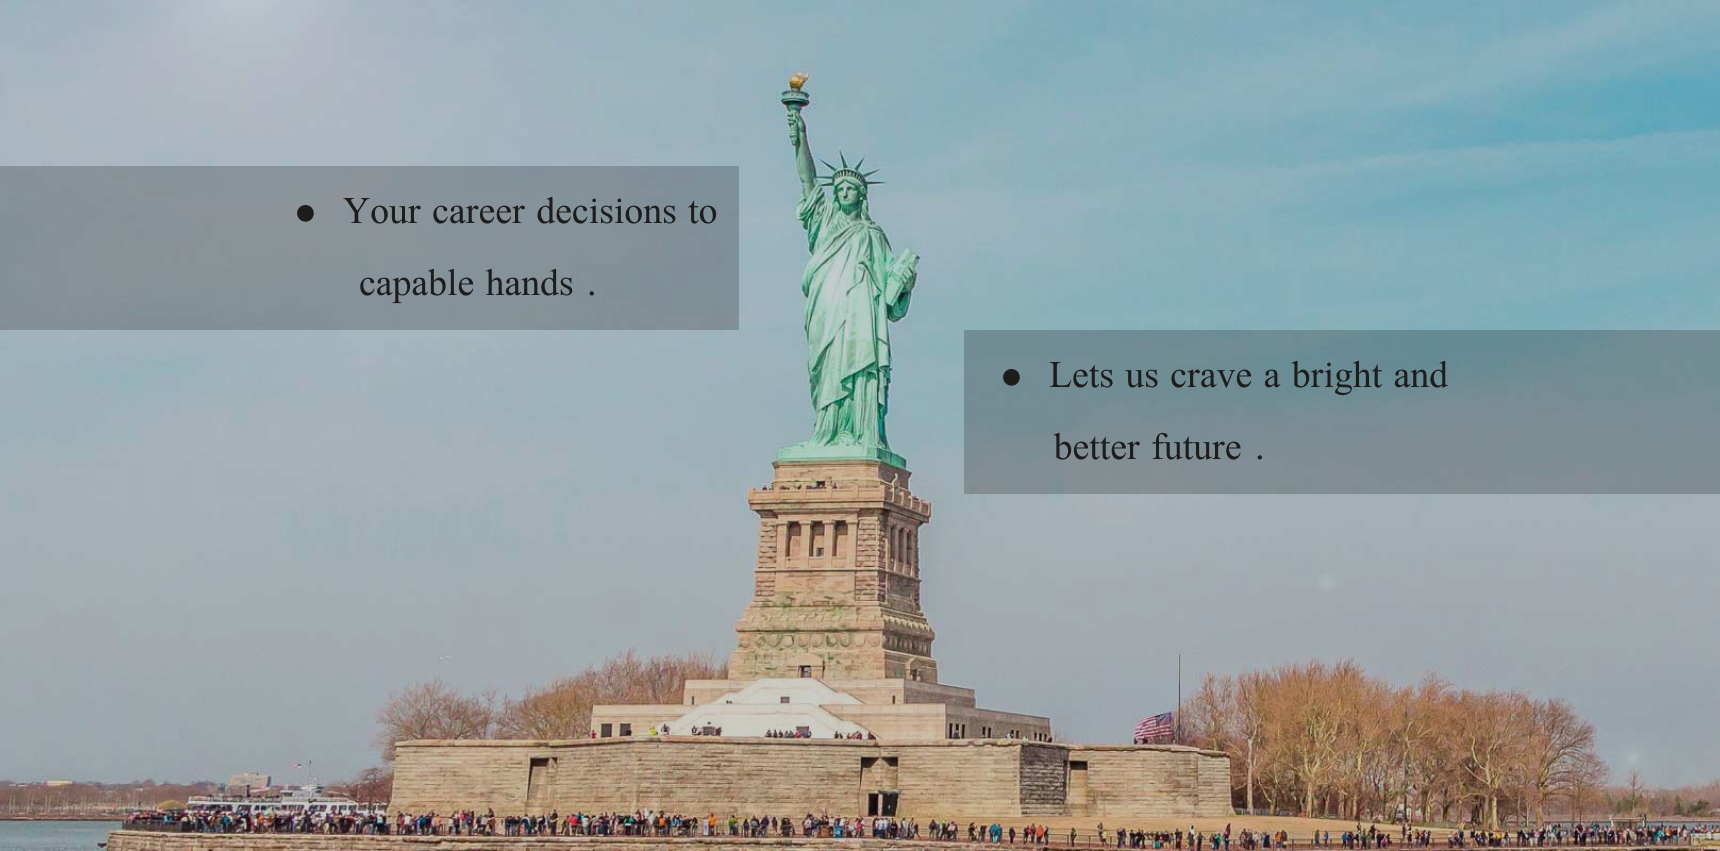 ● Your career decisions to
capable hands .
● Lets us crave a bright and
better future .